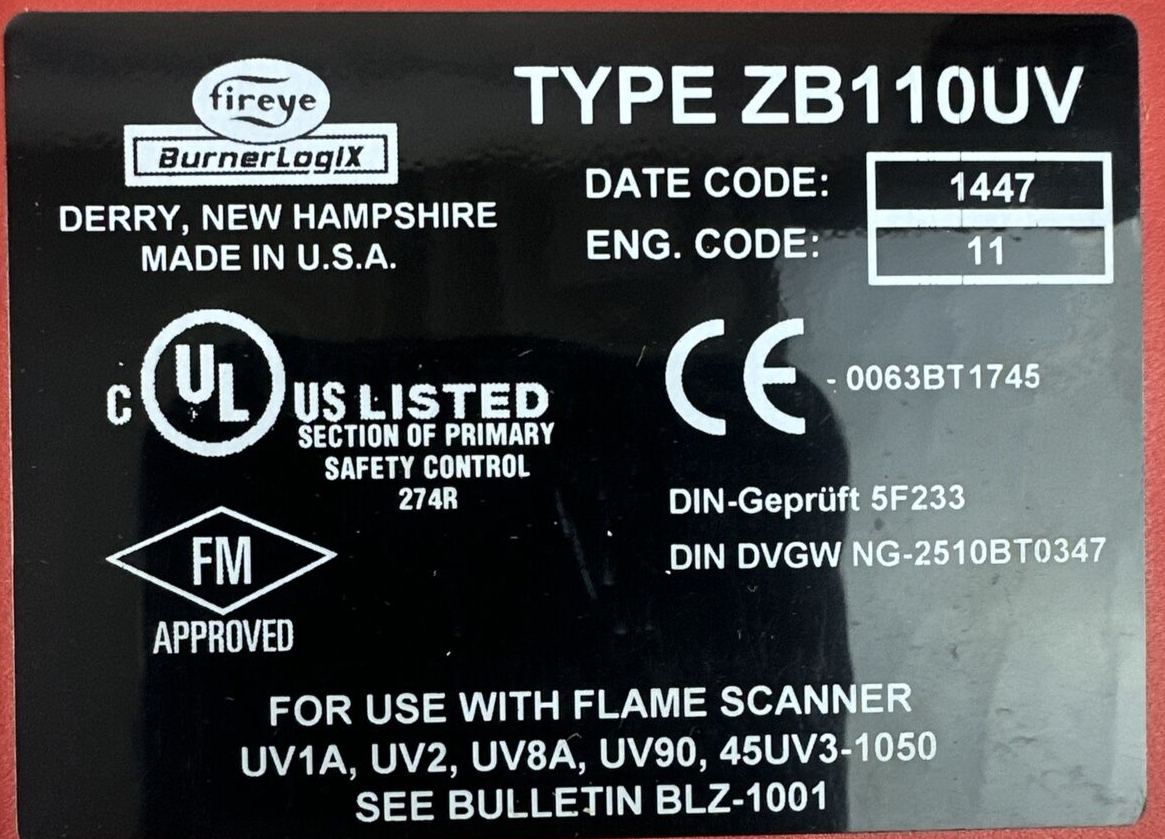 fireye
BurnerLogiX
DERRY, NEW HAMPSHIRE
MADE IN U.S.A.
TYPE ZB110UV
DATE CODE: 1447
ENG. CODE: 11
C UL US LISTED
SECTION OF PRIMARY
SAFETY CONTROL
274R
CE - 0063BT1745
FM
APPROVED
DIN-Geprüft 5F233
DIN DVGW NG-2510BT0347
FOR USE WITH FLAME SCANNER
UV1A, UV2, UV8A, UV90, 45UV3-1050
SEE BULLETIN BLZ-1001